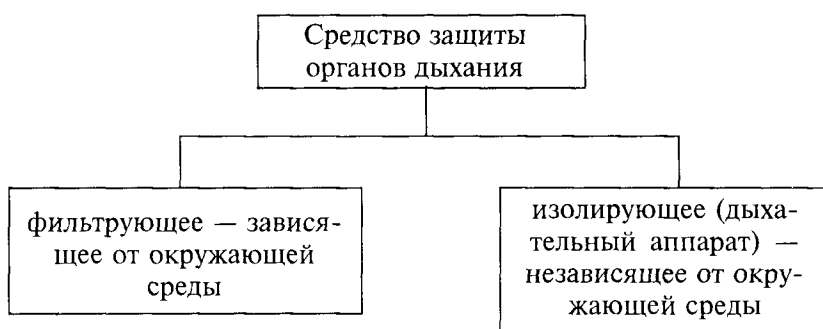 Средство защиты
органов дыхания
фильтрующее — завися-
щее от окружающей
среды
изолирующее (дыха-
тельный аппарат) —
независящее от окру-
жающей среды